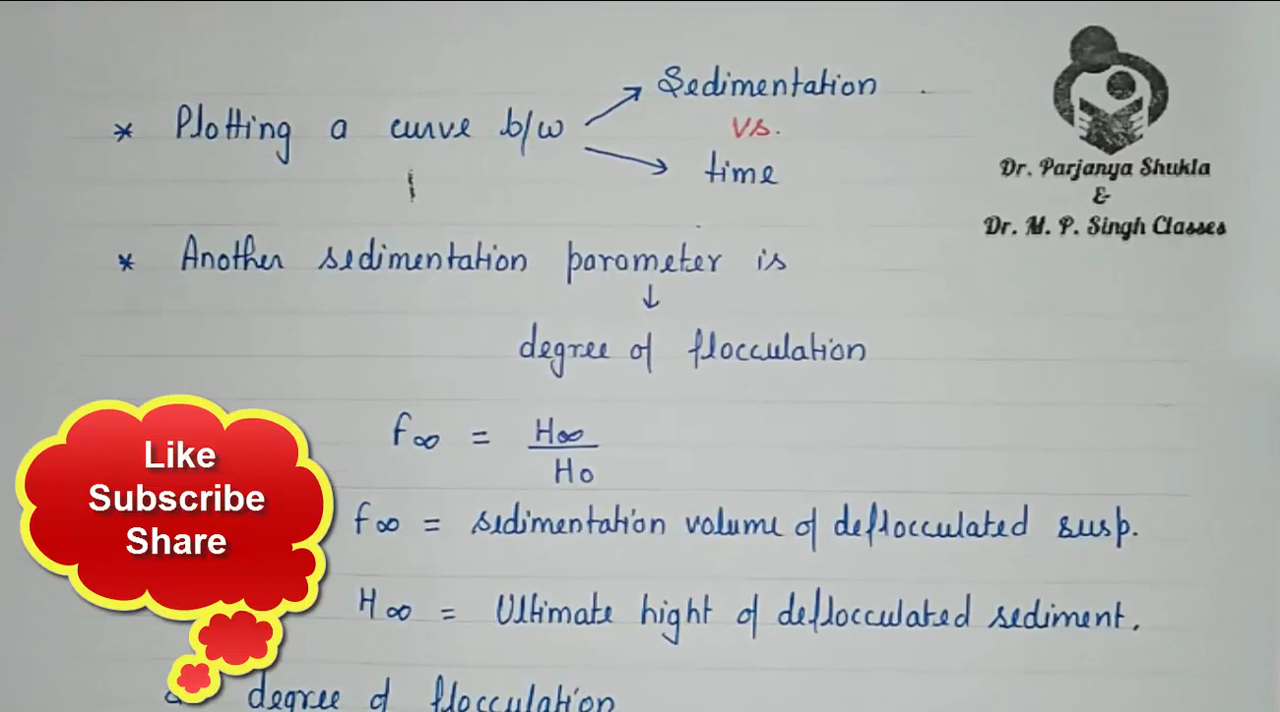 Sedimentation
* Plotting a curve b/w
vs.
time
Dr. Parjanya Shukla
&
Dr. M. P. Singh Classes
* Another sedimentation parameter is
↓
degree of flocculation
F∞ = H∞ / H0
Like
Subscribe
Share
F∞ = sedimentation volume of deflocculated susp.
H∞ = Ultimate hight of deflocculated sediment.
degree of flocculation